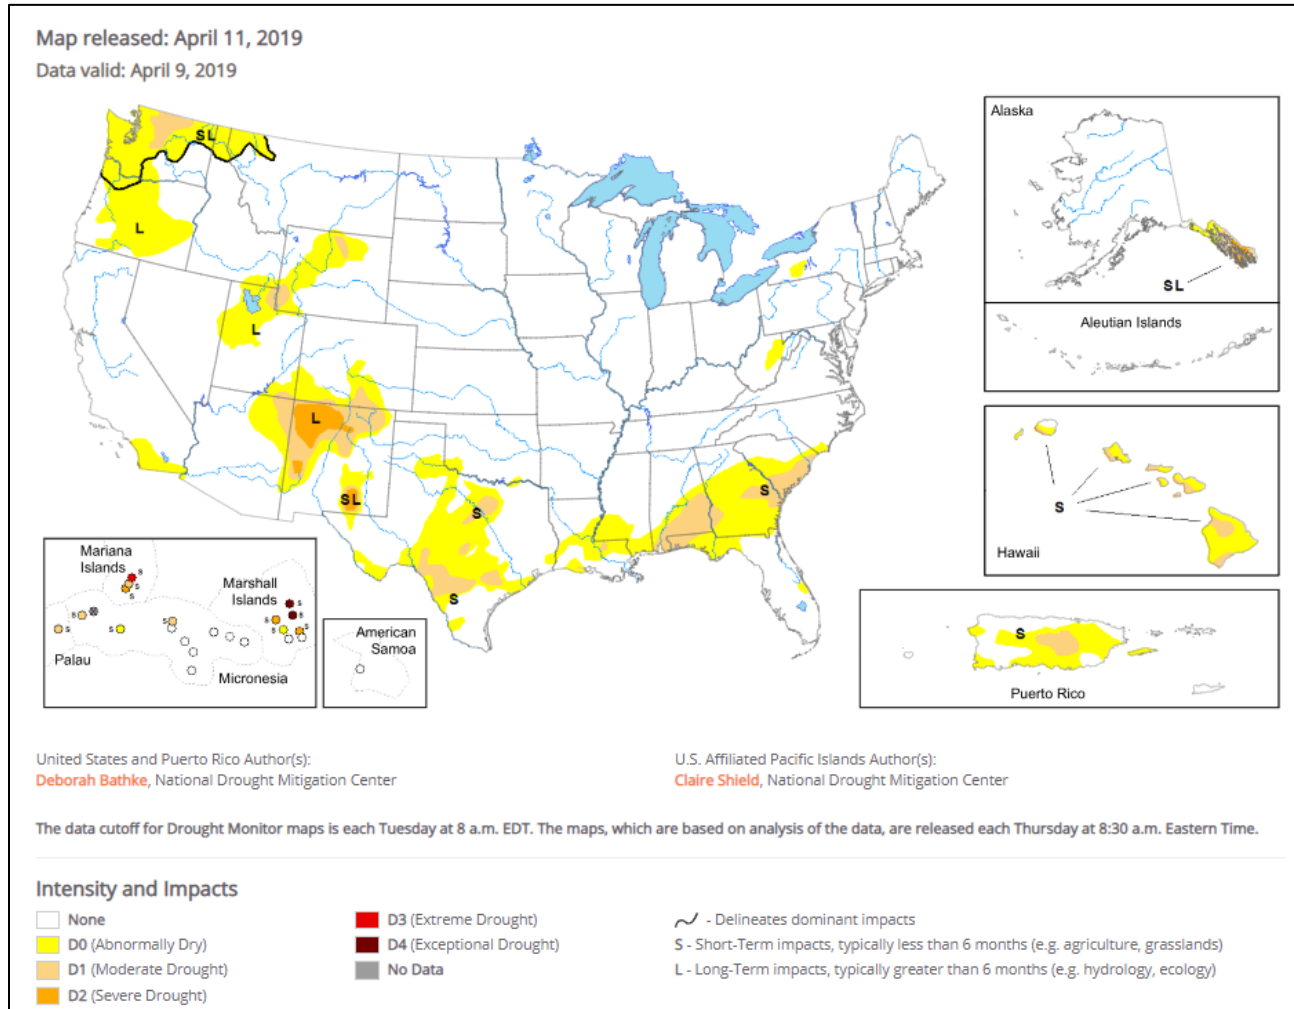 Map released: April 11, 2019
Data valid: April 9, 2019
S L
L
L
L
S L
S
S
S
Alaska
S L
Aleutian Islands
S
Hawaii
S
Puerto Rico
Mariana
Islands
Marshall
Islands
S
S
S
S
S
S
S
S
S
S
Palau
Micronesia
American
Samoa
United States and Puerto Rico Author(s):
Deborah Bathke, National Drought Mitigation Center
U.S. Affiliated Pacific Islands Author(s):
Claire Shield, National Drought Mitigation Center
The data cutoff for Drought Monitor maps is each Tuesday at 8 a.m. EDT. The maps, which are based on analysis of the data, are released each Thursday at 8:30 a.m. Eastern Time.
Intensity and Impacts
None
D0 (Abnormally Dry)
D1 (Moderate Drought)
D2 (Severe Drought)
D3 (Extreme Drought)
D4 (Exceptional Drought)
No Data
- Delineates dominant impacts
S - Short-Term impacts, typically less than 6 months (e.g. agriculture, grasslands)
L - Long-Term impacts, typically greater than 6 months (e.g. hydrology, ecology)